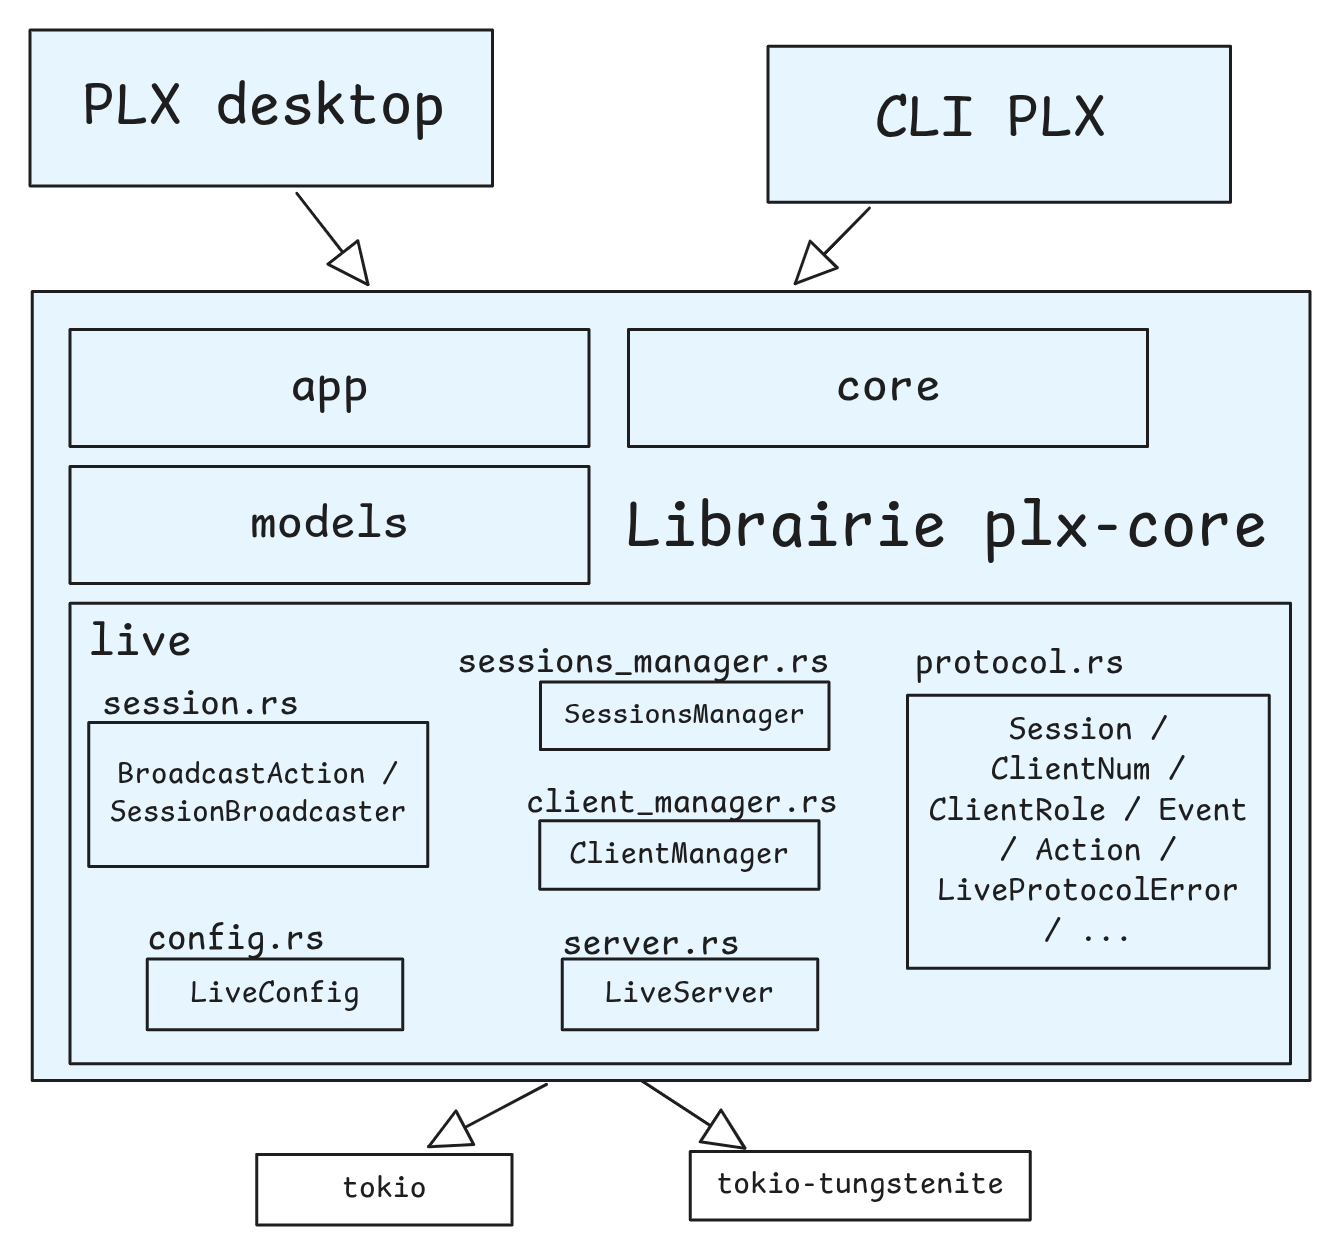 PLX desktop
CLI PLX
app
core
models
Librairie plx-core
live
session.rs
BroadcastAction /
SessionBroadcaster
sessions_manager.rs
SessionsManager
client_manager.rs
ClientManager
protocol.rs
Session /
ClientNum /
ClientRole / Event
/ Action /
LiveProtocolError
/ ...
config.rs
LiveConfig
server.rs
LiveServer
tokio
tokio-tungstenite